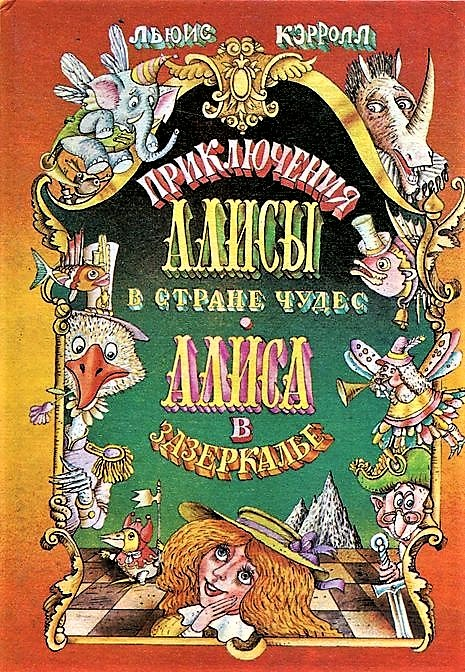 ЛЬЮИС КЭРРОЛЛ
ПРИКЛЮЧЕНИЯ
АЛИСЫ
В СТРАНЕ ЧУДЕС
•
АЛИСА
В
ЗАЗЕРКАЛЬЕ